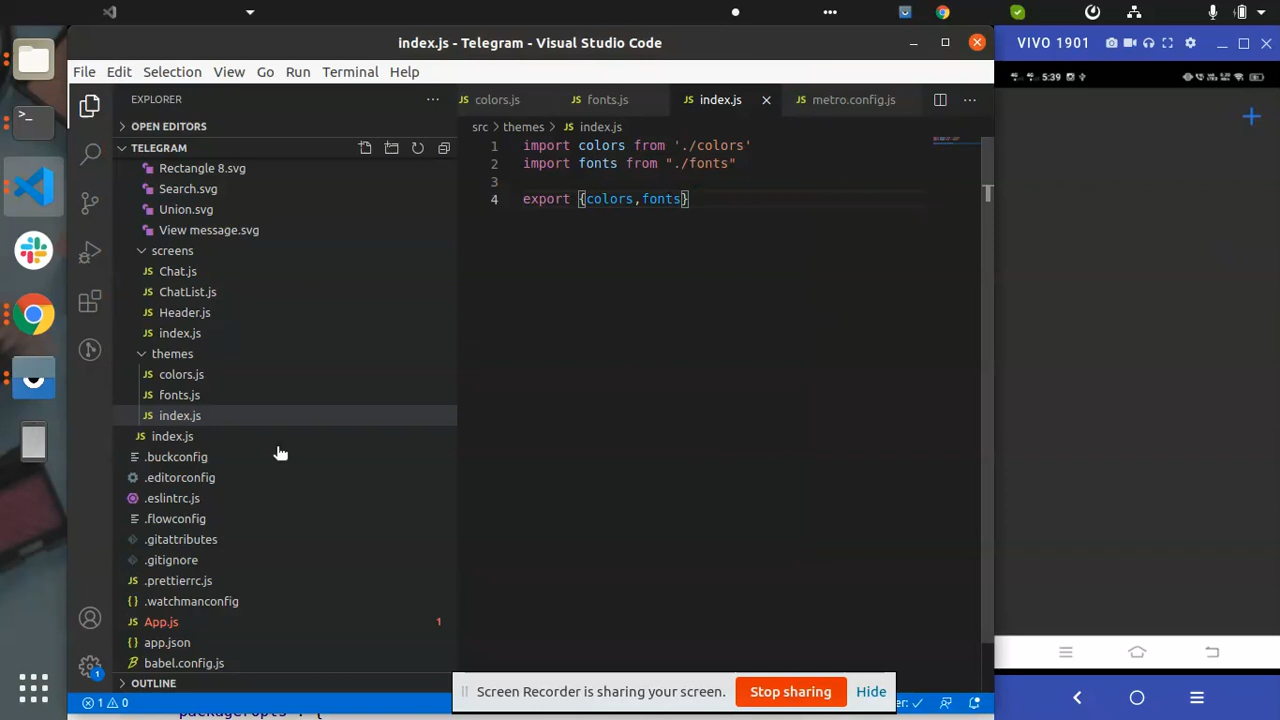 index.js - Telegram - Visual Studio Code
VIVO 1901
File Edit Selection View Go Run Terminal Help
5:39
EXPLORER
colors.js
fonts.js
index.js
metro.config.js
OPEN EDITORS
src > themes > index.js
TELEGRAM
1 import colors from './colors'
2 import fonts from "./fonts"
3
4 export {colors,fonts}
Rectangle 8.svg
Search.svg
Union.svg
View message.svg
screens
Chat.js
ChatList.js
Header.js
index.js
themes
colors.js
fonts.js
index.js
index.js
.buckconfig
.editorconfig
.eslintrc.js
.flowconfig
.gitattributes
.gitignore
.prettierrc.js
.watchmanconfig
App.js 1
app.json
babel.config.js
OUTLINE
Screen Recorder is sharing your screen. Stop sharing Hide
1
1 0